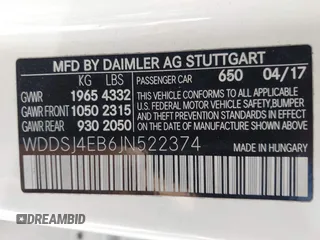 MFD BY DAIMLER AG STUTTGART
KG LBS PASSENGER CAR 650 04/17
GVWR 1965 4332 THIS VEHICLE CONFORMS TO ALL
GAWR FRONT 1050 2315 APPLICABLE U.S. FEDERAL
GAWR REAR 930 2050 MOTOR VEHICLE SAFETY, BUMPER
AND THEFT PREVENTION STANDARDS
IN EFFECT ON THE DATE OF
MANUFACTURE SHOWN ABOVE
WDDSJ4EB6JN522374
MADE IN HUNGARY
DREAMBID